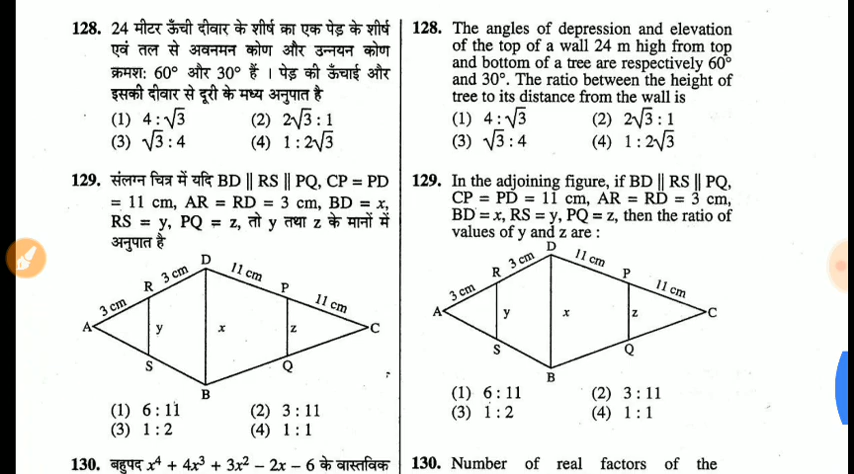 128. 24 मीटर ऊँची दीवार के शीर्ष का एक पेड़ के शीर्ष
एवं तल से अवनमन कोण और उन्नयन कोण
क्रमश: 60° और 30° हैं । पेड़ की ऊँचाई और
इसकी दीवार से दूरी के मध्य अनुपात है
(1) 4 : √3 (2) 2√3 : 1
(3) √3 : 4 (4) 1 : 2√3
129. संलग्न चित्र में यदि BD || RS || PQ, CP = PD
= 11 cm, AR = RD = 3 cm, BD = x,
RS = y, PQ = z, तो y तथा z के मानों में
अनुपात है
D
3 cm
11 cm
R
P
3 cm
11 cm
A
y
x
z
C
S
Q
B
(1) 6 : 11 (2) 3 : 11
(3) 1 : 2 (4) 1 : 1
130. बहुपद x⁴ + 4x³ + 3x² – 2x – 6 के वास्तविक
128. The angles of depression and elevation
of the top of a wall 24 m high from top
and bottom of a tree are respectively 60°
and 30°. The ratio between the height of
tree to its distance from the wall is
(1) 4 : √3 (2) 2√3 : 1
(3) √3 : 4 (4) 1 : 2√3
129. In the adjoining figure, if BD || RS || PQ,
CP = PD = 11 cm, AR = RD = 3 cm,
BD = x, RS = y, PQ = z, then the ratio of
values of y and z are :
D
3 cm
11 cm
R
P
3 cm
11 cm
A
y
x
z
C
S
Q
B
(1) 6 : 11 (2) 3 : 11
(3) 1 : 2 (4) 1 : 1
130. Number of real factors of the